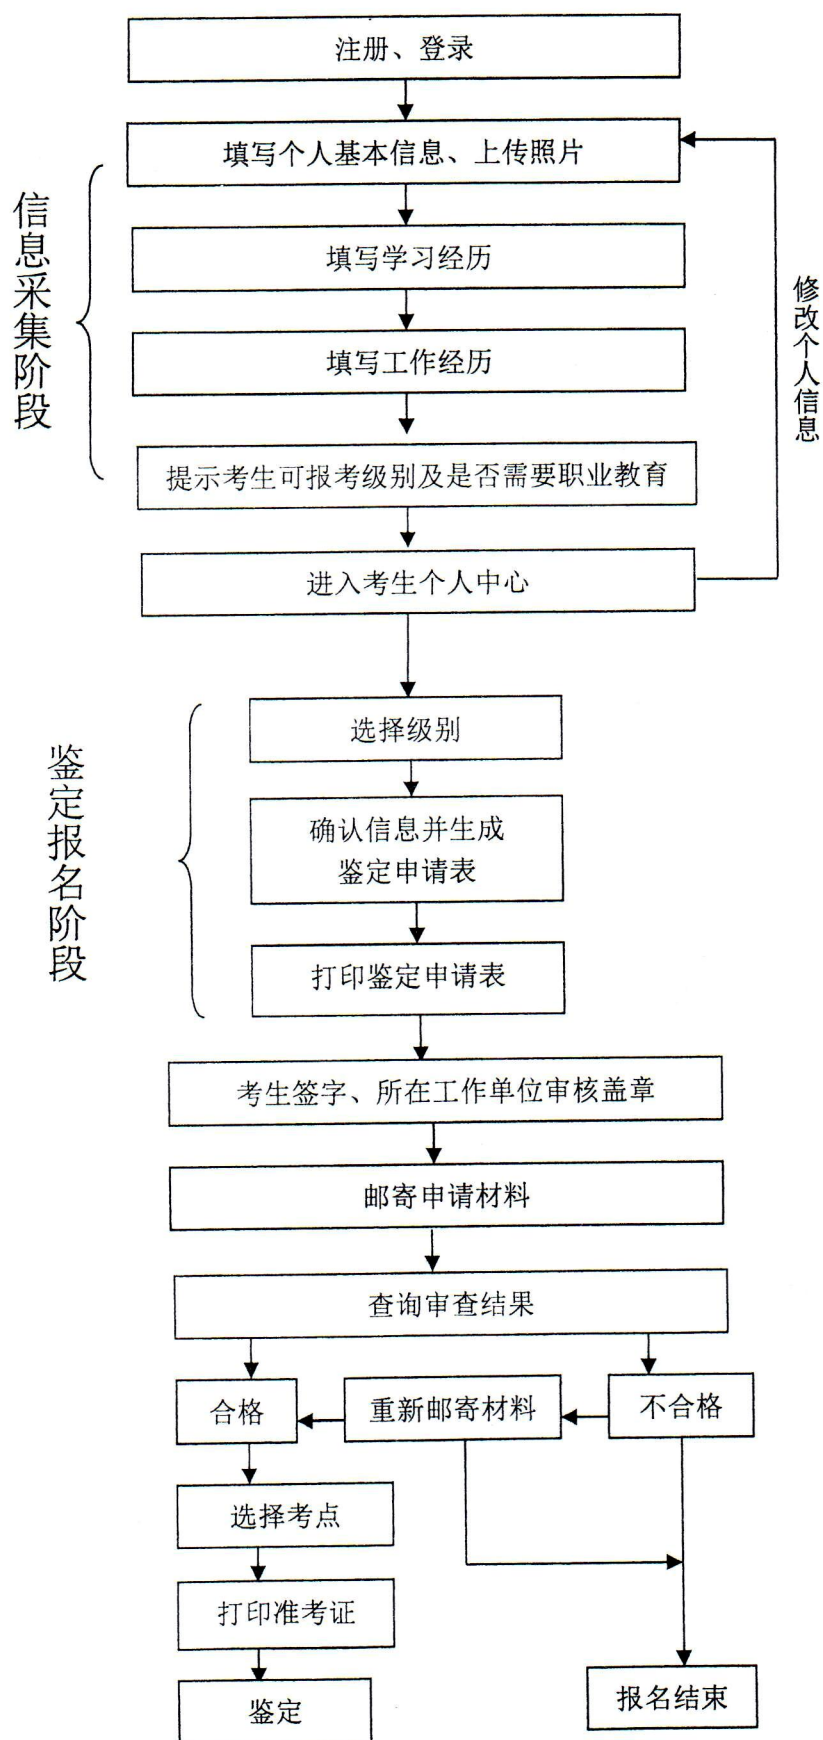 注册、登录
填写个人基本信息、上传照片
信息采集阶段
填写学习经历
填写工作经历
修改个人信息
提示考生可报考级别及是否需要职业教育
进入考生个人中心
鉴定报名阶段
选择级别
确认信息并生成
鉴定申请表
打印鉴定申请表
考生签字、所在工作单位审核盖章
邮寄申请材料
查询审查结果
合格
重新邮寄材料
不合格
选择考点
打印准考证
鉴定
报名结束